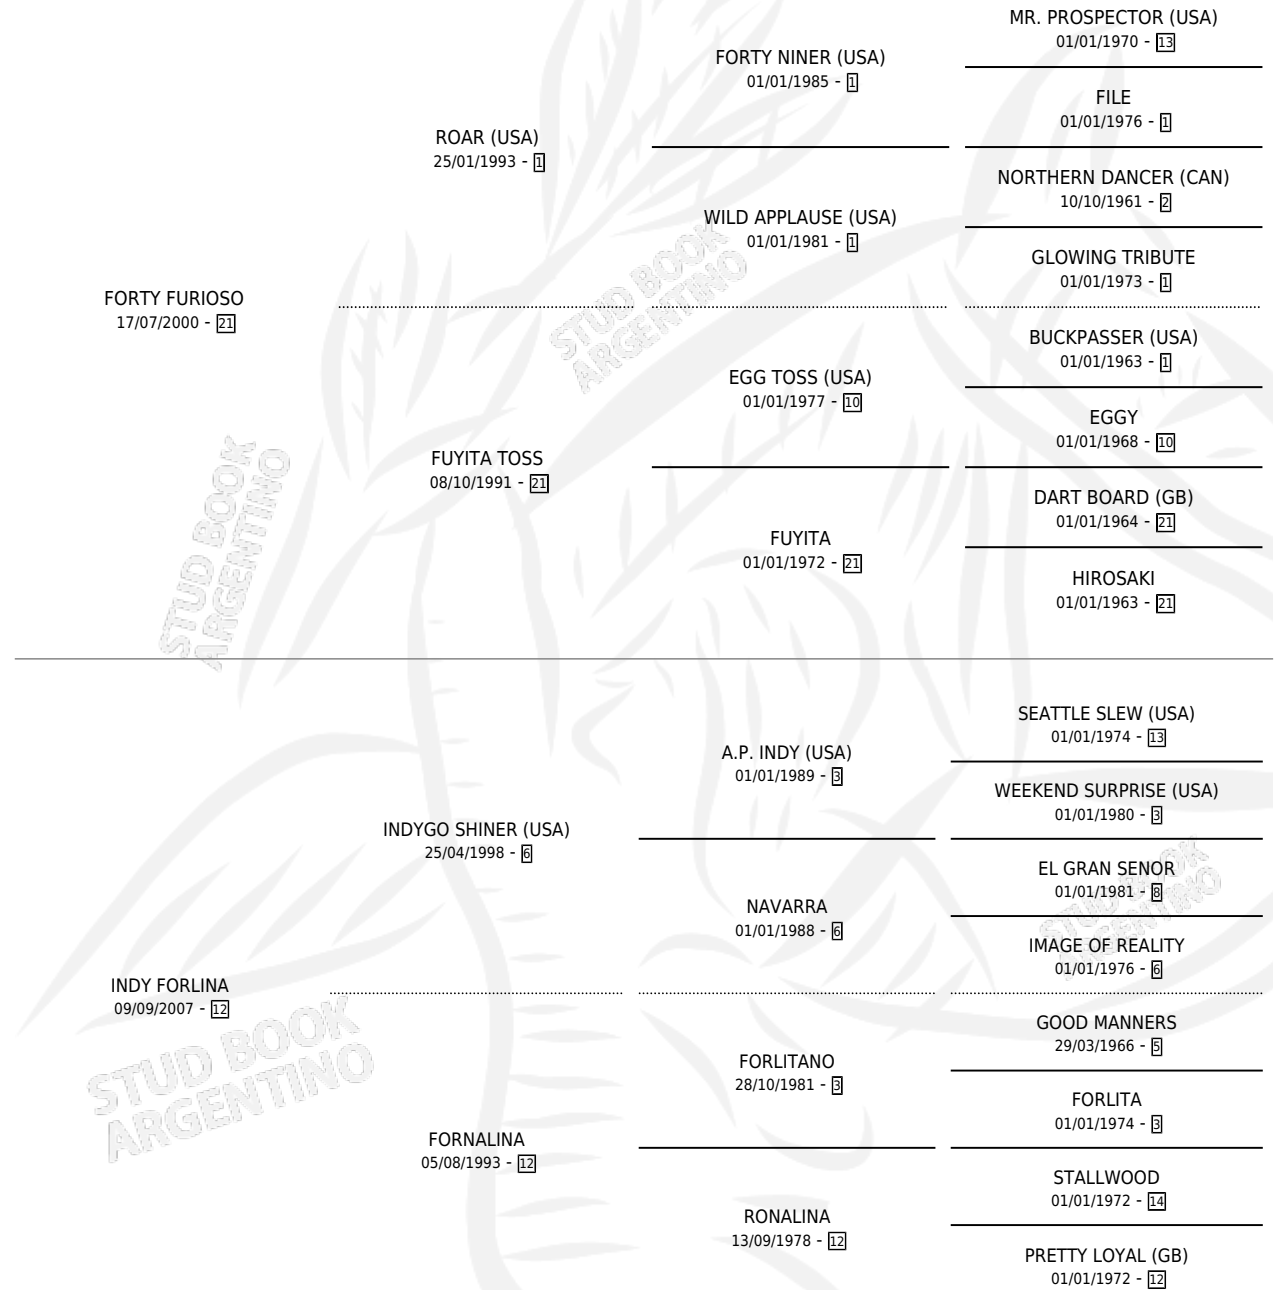 MR. PROSPECTOR (USA)
01/01/1970 - 13
FORTY NINER (USA)
01/01/1985 - 1
FILE
01/01/1976 - 1
ROAR (USA)
25/01/1993 - 1
NORTHERN DANCER (CAN)
10/10/1961 - 2
WILD APPLAUSE (USA)
01/01/1981 - 1
GLOWING TRIBUTE
01/01/1973 - 1
FORTY FURIOSO
17/07/2000 - 21
BUCKPASSER (USA)
01/01/1963 - 1
EGG TOSS (USA)
01/01/1977 - 10
EGGY
01/01/1968 - 10
FUYITA TOSS
08/10/1991 - 21
DART BOARD (GB)
01/01/1964 - 21
FUYITA
01/01/1972 - 21
HIROSAKI
01/01/1963 - 21
STUD BOOK
ARGENTINO
STUD BOOK
ARGENTINO
SEATTLE SLEW (USA)
01/01/1974 - 13
A.P. INDY (USA)
01/01/1989 - 3
WEEKEND SURPRISE (USA)
01/01/1980 - 3
INDYGO SHINER (USA)
25/04/1998 - 6
EL GRAN SENOR
01/01/1981 - 8
NAVARRA
01/01/1988 - 6
IMAGE OF REALITY
01/01/1976 - 6
STUD BOOK
ARGENTINO
INDY FORLINA
09/09/2007 - 12
GOOD MANNERS
29/03/1966 - 5
FORLITANO
28/10/1981 - 3
FORLITA
01/01/1974 - 3
FORNALINA
05/08/1993 - 12
STALLWOOD
01/01/1972 - 14
RONALINA
13/09/1978 - 12
PRETTY LOYAL (GB)
01/01/1972 - 12
STUD BOOK
ARGENTINO